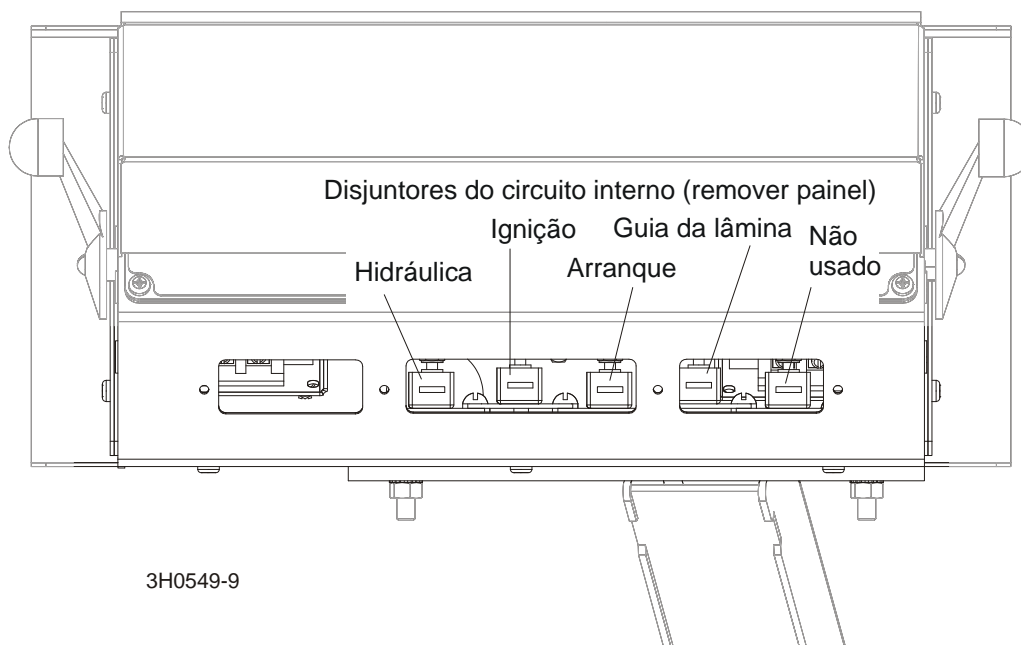 Disjuntores do circuito interno (remover painel)
Ignição
Guia da lâmina
Não
usado
Hidráulica
Arranque
3H0549-9